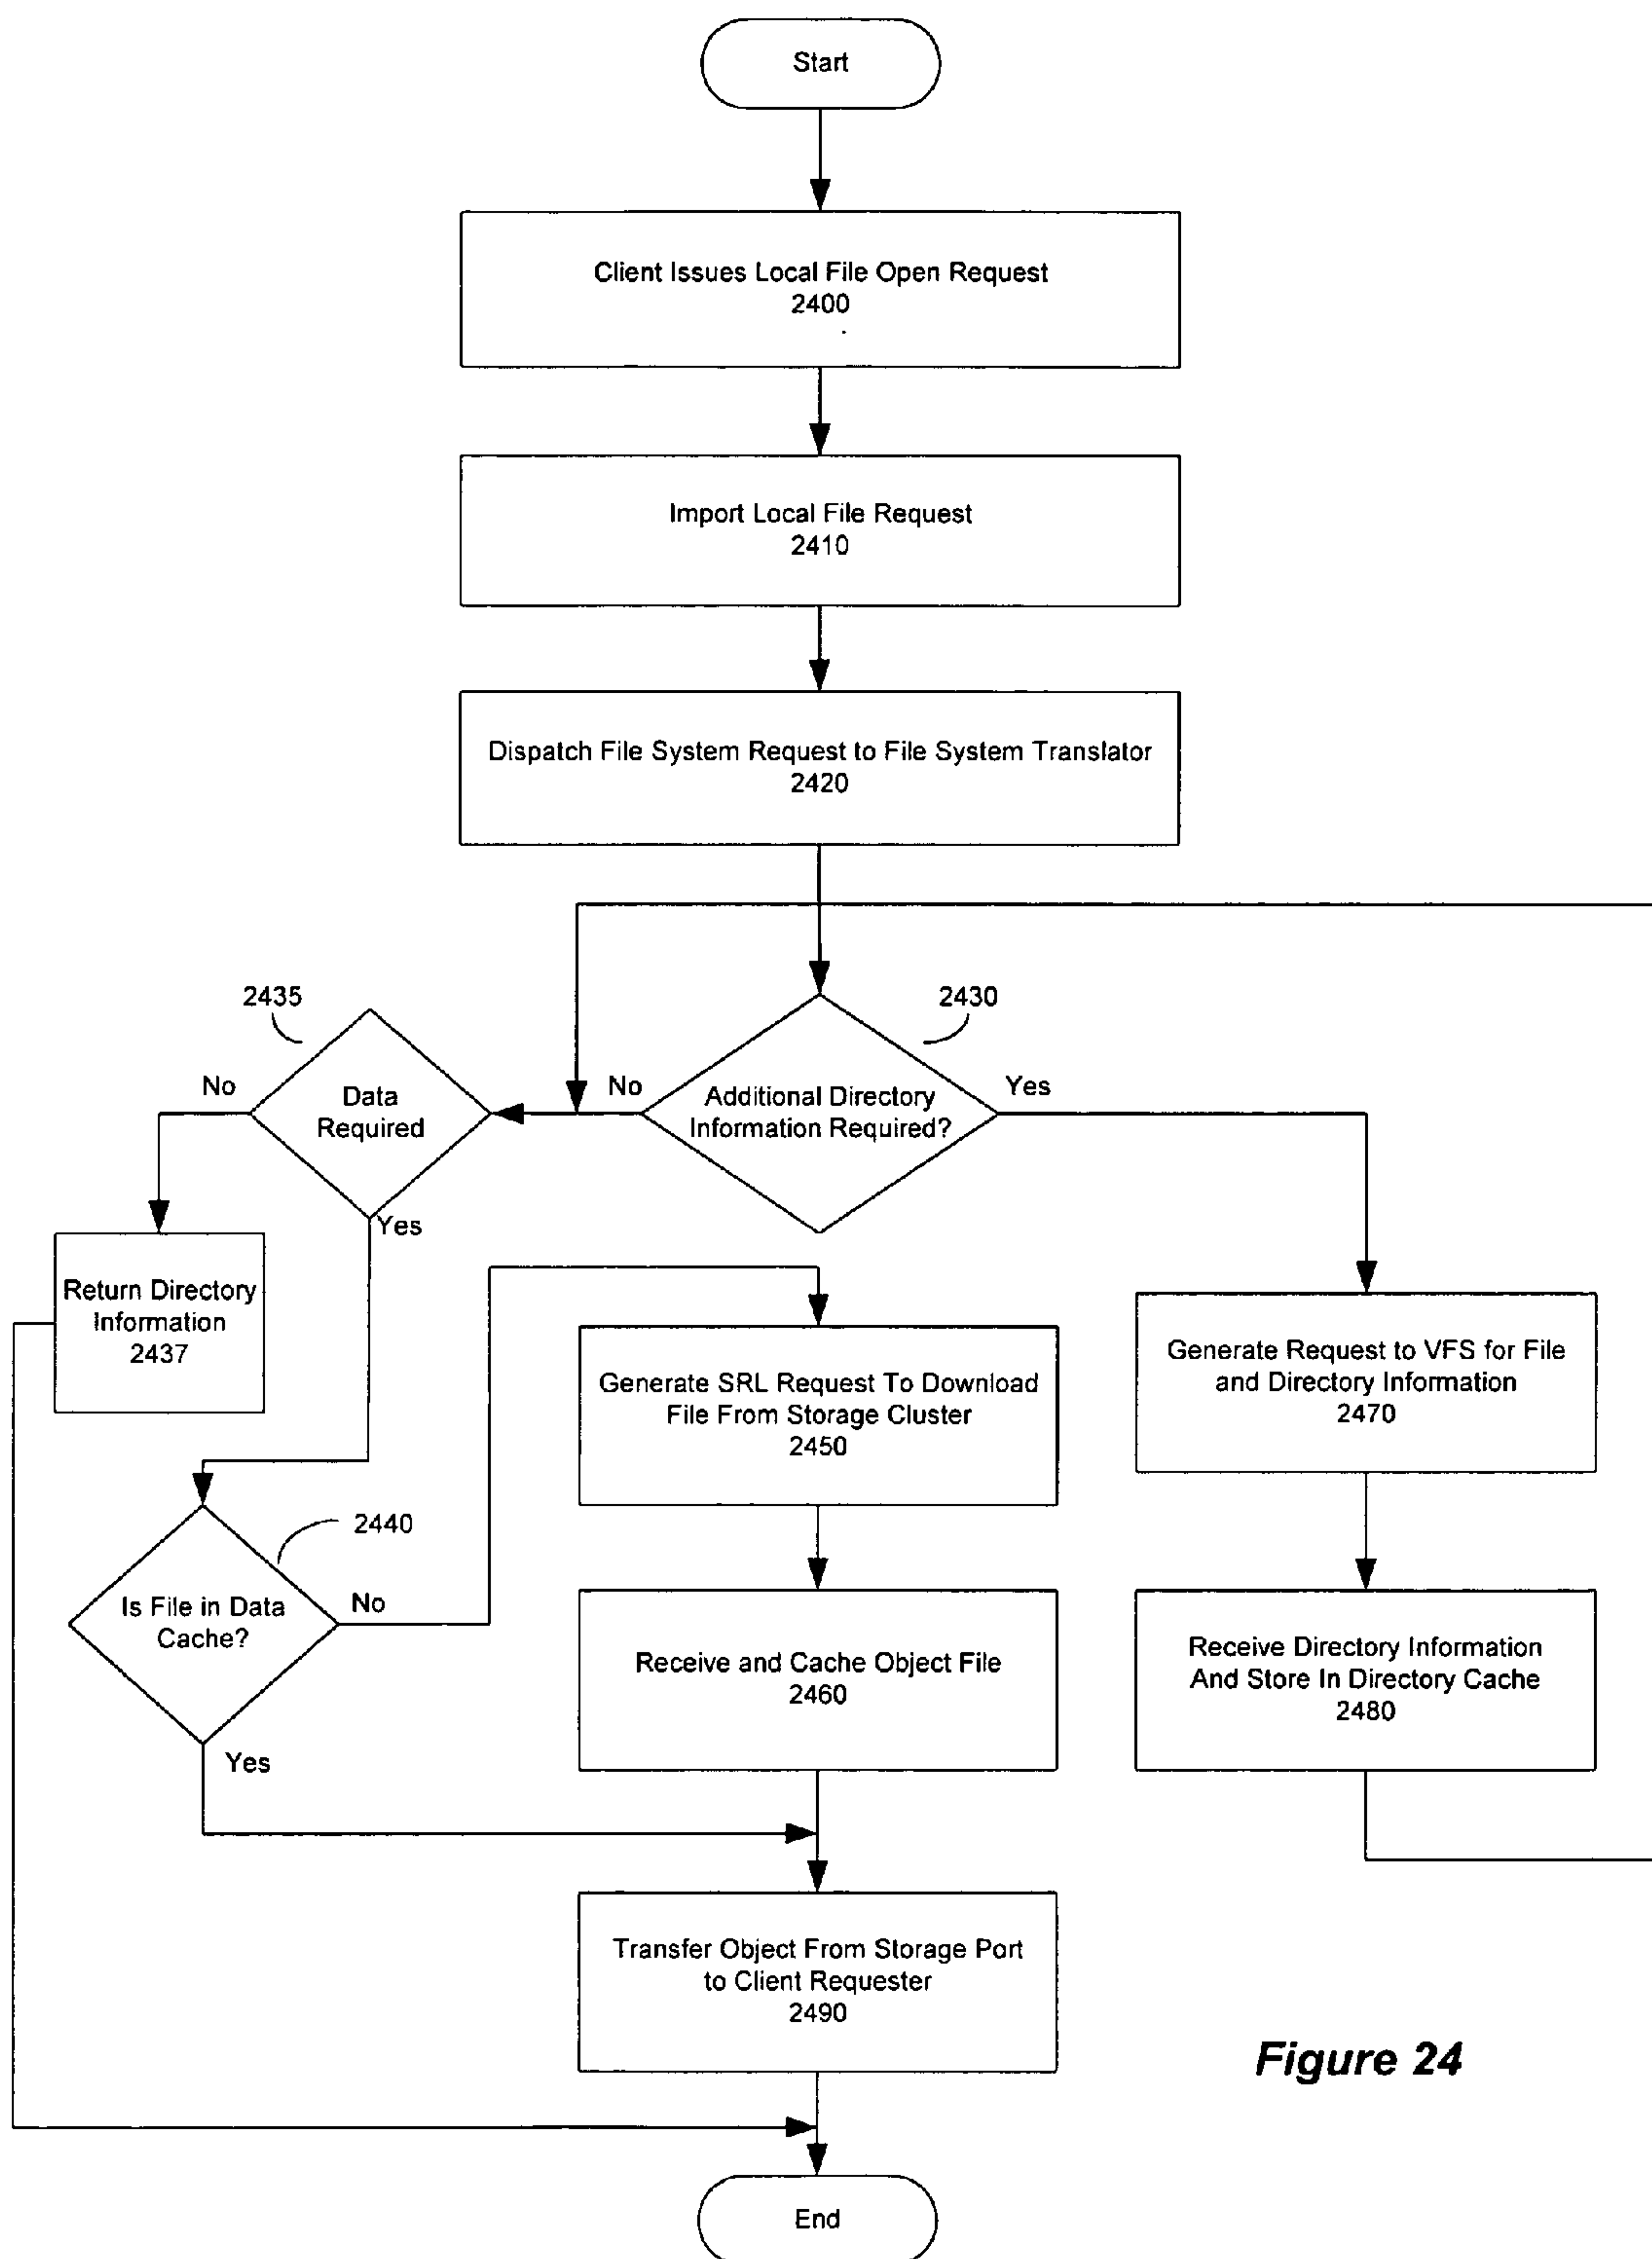 Start
Client Issues Local File Open Request
2400
Import Local File Request
2410
Dispatch File System Request to File System Translator
2420
2435
2430
No
Data
Required
No
Additional Directory
Information Required?
Yes
Yes
Return Directory
Information
2437
Generate SRL Request To Download
File From Storage Cluster
2450
Generate Request to VFS for File
and Directory Information
2470
2440
Is File in Data
Cache?
No
Yes
Receive and Cache Object File
2460
Receive Directory Information
And Store In Directory Cache
2480
Transfer Object From Storage Port
to Client Requester
2490
Figure 24
End